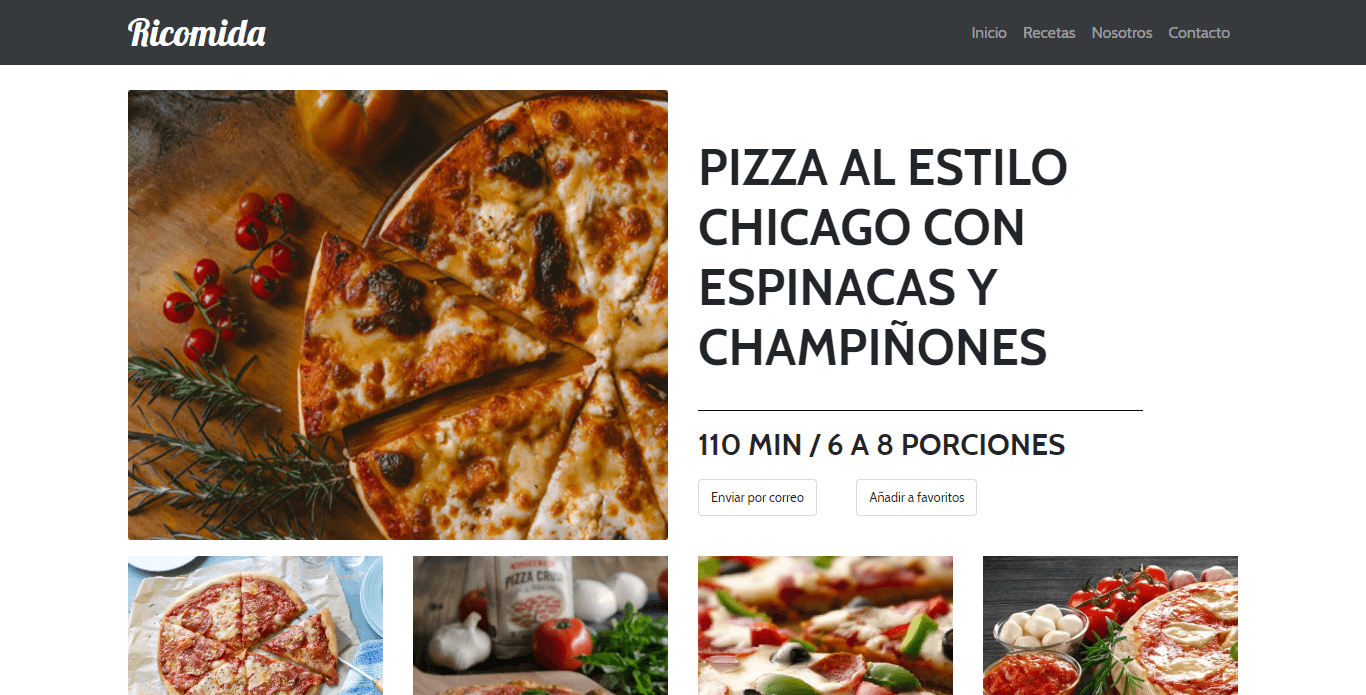 Ricomida
Inicio Recetas Nosotros Contacto
PIZZA AL ESTILO
CHICAGO CON
ESPINACAS Y
CHAMPIÑONES
110 MIN / 6 A 8 PORCIONES
Enviar por correo
Añadir a favoritos
PIZZA